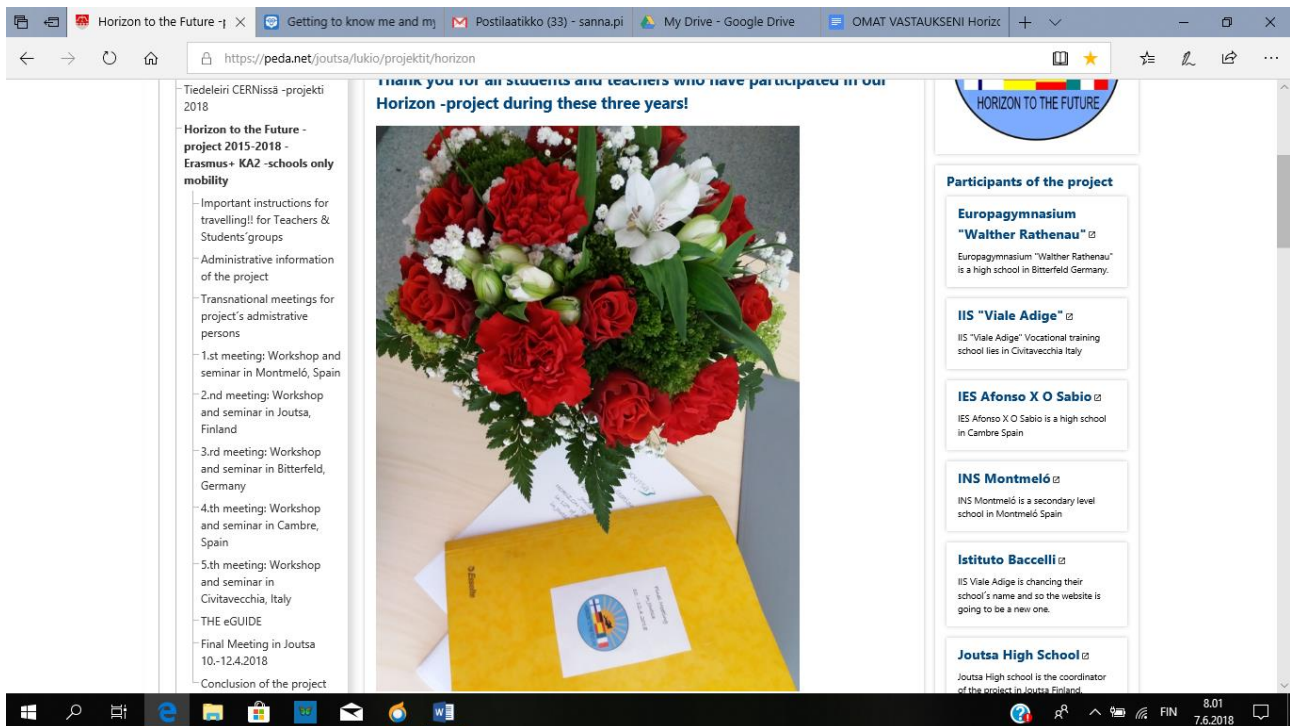 Horizon to the Future -p
Getting to know me and my
Postilaatikko (33) - sanna.pi
My Drive - Google Drive
OMAT VASTAUKSENI Horizo
https://peda.net/joutsa/lukio/projektit/horizon
Tiedeleiri CERNissä -projekti
2018
Horizon to the Future -
project 2015-2018 -
Erasmus+ KA2 -schools only
mobility
Important instructions for
travelling!! for Teachers &
Students´groups
Administrative information
of the project
Transnational meetings for
project´s admistrative
persons
1.st meeting: Workshop and
seminar in Montmeló, Spain
2.nd meeting: Workshop
and seminar in Joutsa,
Finland
3.rd meeting: Workshop
and seminar in Bitterfeld,
Germany
4.th meeting: Workshop
and seminar in Cambre,
Spain
5.th meeting: Workshop
and seminar in
Civitavecchia, Italy
THE eGUIDE
Final Meeting in Joutsa
10.-12.4.2018
Conclusion of the project
Thank you for all students and teachers who have participated in our
Horizon -project during these three years!
Final meeting
in Joutsa
10.-12.4.2018
HORIZON TO THE FUTURE
Participants of the project
Europagymnasium
"Walther Rathenau"
Europagymnasium "Walther Rathenau"
is a high school in Bitterfeld Germany.
IIS "Viale Adige"
IIS "Viale Adige" Vocational training
school lies in Civitavecchia Italy
IES Afonso X O Sabio
IES Afonso X O Sabio is a high school
in Cambre Spain
INS Montmeló
INS Montmeló is a secondary level
school in Montmeló Spain
Istituto Baccelli
IIS Viale Adige is chancing their
school´s name and so the website is
going to be a new one.
Joutsa High School
Joutsa High school is the coordinator
of the project in Joutsa Finland.
FIN
8.01
7.6.2018